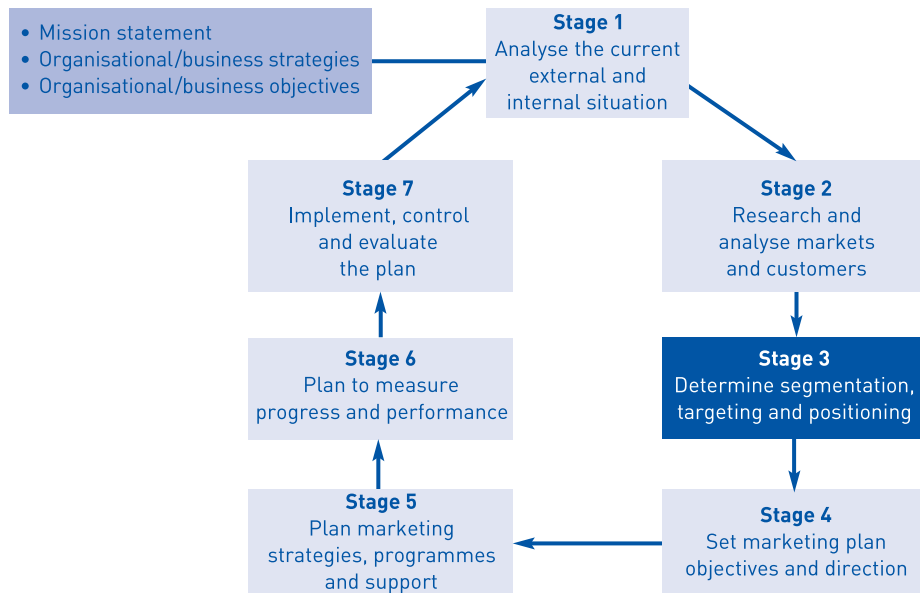 • Mission statement
• Organisational/business strategies
• Organisational/business objectives
Stage 1
Analyse the current
external and
internal situation
Stage 2
Research and
analyse markets
and customers
Stage 3
Determine segmentation,
targeting and positioning
Stage 4
Set marketing plan
objectives and direction
Stage 5
Plan marketing
strategies, programmes
and support
Stage 6
Plan to measure
progress and performance
Stage 7
Implement, control
and evaluate
the plan